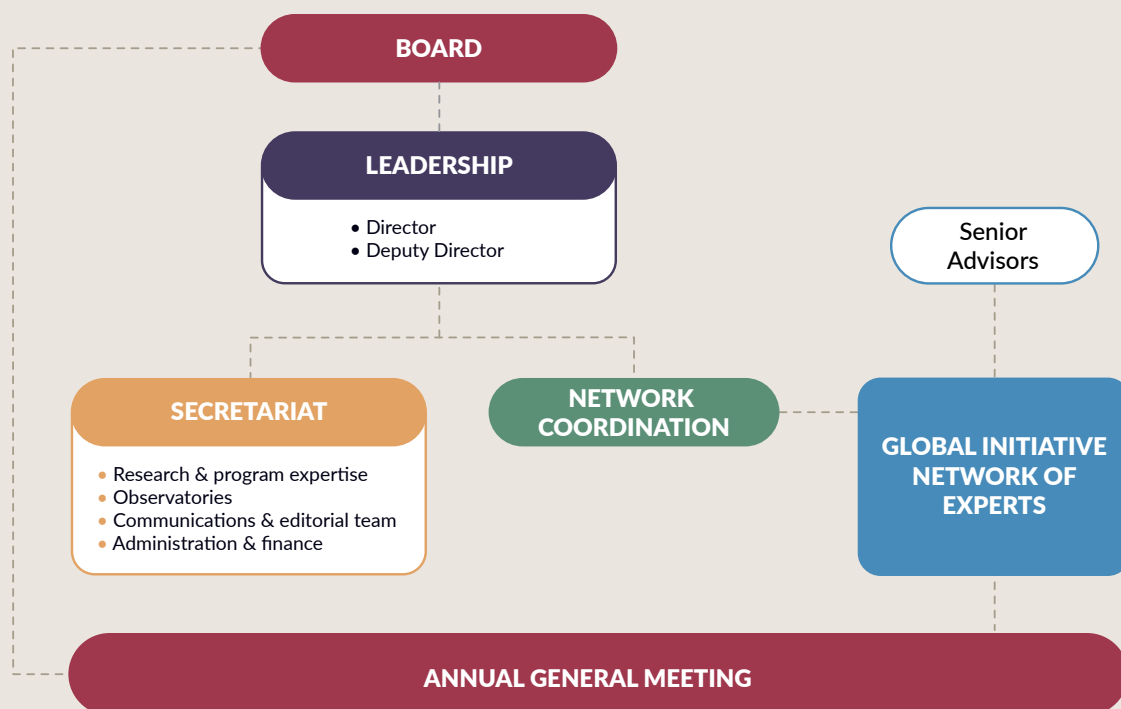 BOARD
LEADERSHIP
• Director
• Deputy Director
Senior
Advisors
SECRETARIAT
• Research & program expertise
• Observatories
• Communications & editorial team
• Administration & finance
NETWORK
COORDINATION
GLOBAL INITIATIVE
NETWORK OF
EXPERTS
ANNUAL GENERAL MEETING